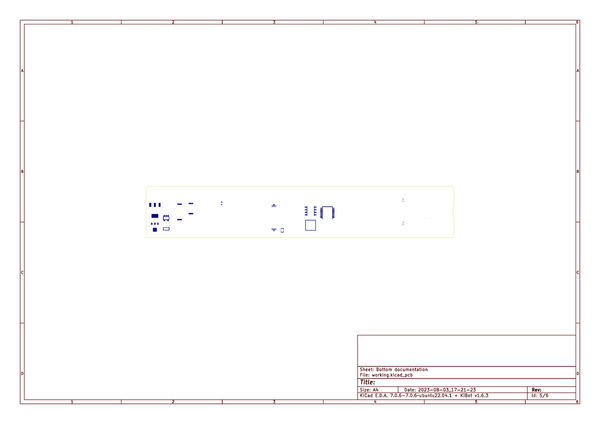 1 2 3 4 5 6
A A
B B
C C
D D
Sheet: Bottom documentation
File: working.kicad_pcb
Title:
Size: A4 Date: 2023-08-03_17-21-23 Rev:
KiCad E.D.A. 7.0.6-7.0.6~ubuntu22.04.1 + KiBot v1.6.3 Id: 5/6
1 2 3 4 5 6